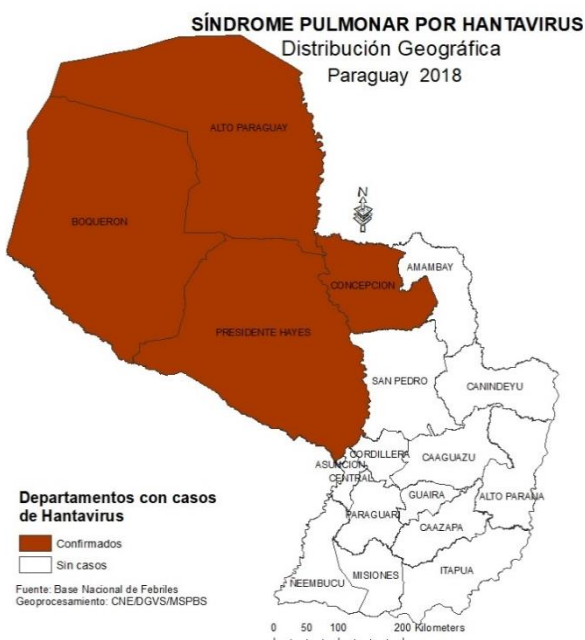 SÍNDROME PULMONAR POR HANTAVIRUS
Distribución Geográfica
Paraguay 2018
ALTO PARAGUAY
N
BOQUERON
AMAMBAY
CONCEPCION
PRESIDENTE HAYES
SAN PEDRO
CANINDEYU
CORDILLERA
CAAGUAZU
ASUNCION
CENTRAL
GUAIRA
ALTO PARANA
PARAGUARI
CAAZAPA
ITAPUA
MISIONES
ÑEEMBUCU
Departamentos con casos
de Hantavirus
Confirmados
Sin casos
Fuente: Base Nacional de Febriles
Geoprocesamiento: CNE/DGVS/MSPBS
0 50 100 200 Kilometers